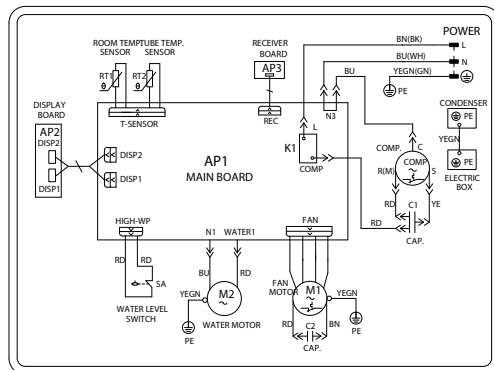 POWER
BN(BK)
L
BU(WH)
N
YEGN(GN)
PE
ROOM TEMP.
SENSOR
TUBE TEMP.
SENSOR
RT1
θ
RT2
θ
T-SENSOR
RECEIVER
BOARD
AP3
REC
BU
N3
L
K1
COMP
DISPLAY
BOARD
AP2
DISP2
DISP1
DISP2
DISP1
AP1
MAIN BOARD
CONDENSER
PE
YEGN
PE
ELECTRIC
BOX
COMP.
C
COMP
R(M)
S
RD
YE
C1
RD
CAP.
HIGH-WP
RD
RD
SA
WATER LEVEL
SWITCH
N1
WATER1
BU
RD
YEGN
M2
PE
WATER MOTOR
FAN
FAN
MOTOR
M1
YEGN
PE
RD
C2
BN
CAP.